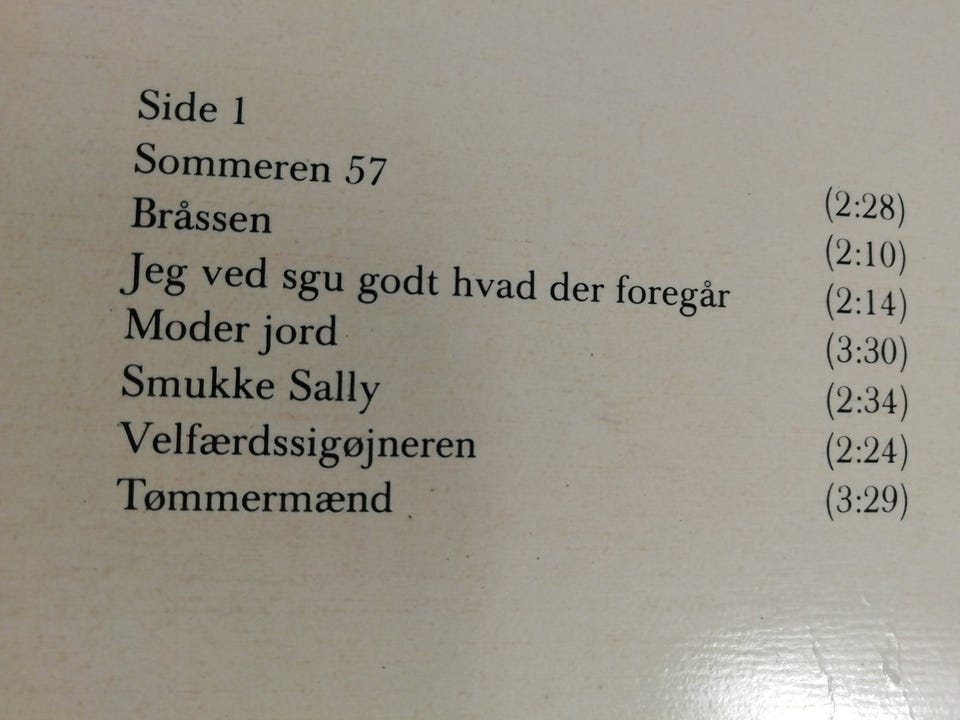 Side 1
Sommeren 57 (2:28)
Bråssen (2:10)
Jeg ved sgu godt hvad der foregår (2:14)
Moder jord (3:30)
Smukke Sally (2:34)
Velfærdssigøjneren (2:24)
Tømmermænd (3:29)